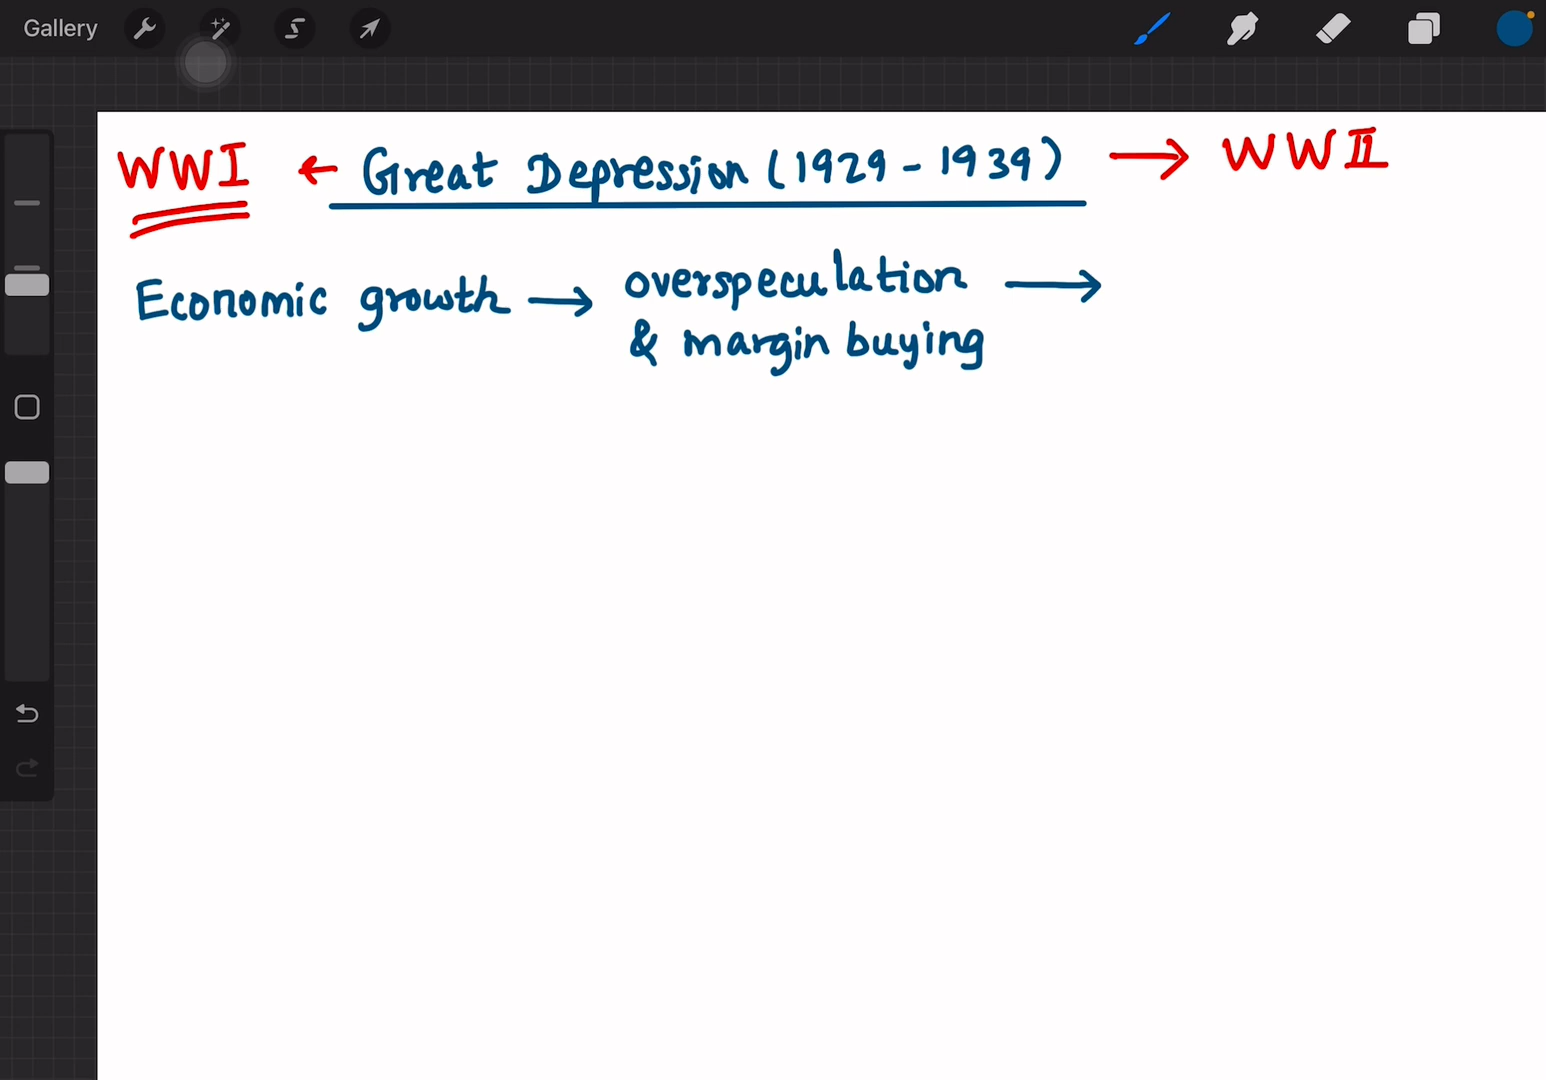 Gallery
WWI ← Great Depression (1929 - 1939) → WWII
Economic growth → overspeculation →
& margin buying